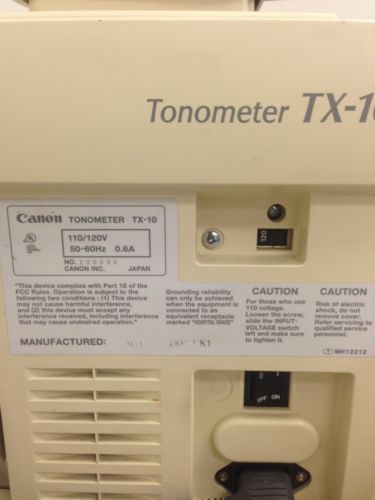 Tonometer TX-10
Canon TONOMETER TX-10
110/120V
50-60Hz 0.6A
NO. 200033
CANON INC. JAPAN
120
"This device complies with Part 15 of the
FCC Rules. Operation is subject to the
following two conditions : (1) This device
may not cause harmful interference,
and (2) this device must accept any
interference received, including interference
that may cause undesired operation."
Grounding reliability
can only be achieved
when the equipment is
connected to an
equivalent receptacle
marked "HOSPITAL GRADE"
CAUTION
For those who use
110 voltage.
Loosen the screw,
slide the INPUT-
VOLTAGE switch
left and make sure
to tighten it.
CAUTION
Risk of electric
shock, do not
remove cover.
Refer servicing to
qualified service
personnel.
MH12212
MANUFACTURED:
OFF ON